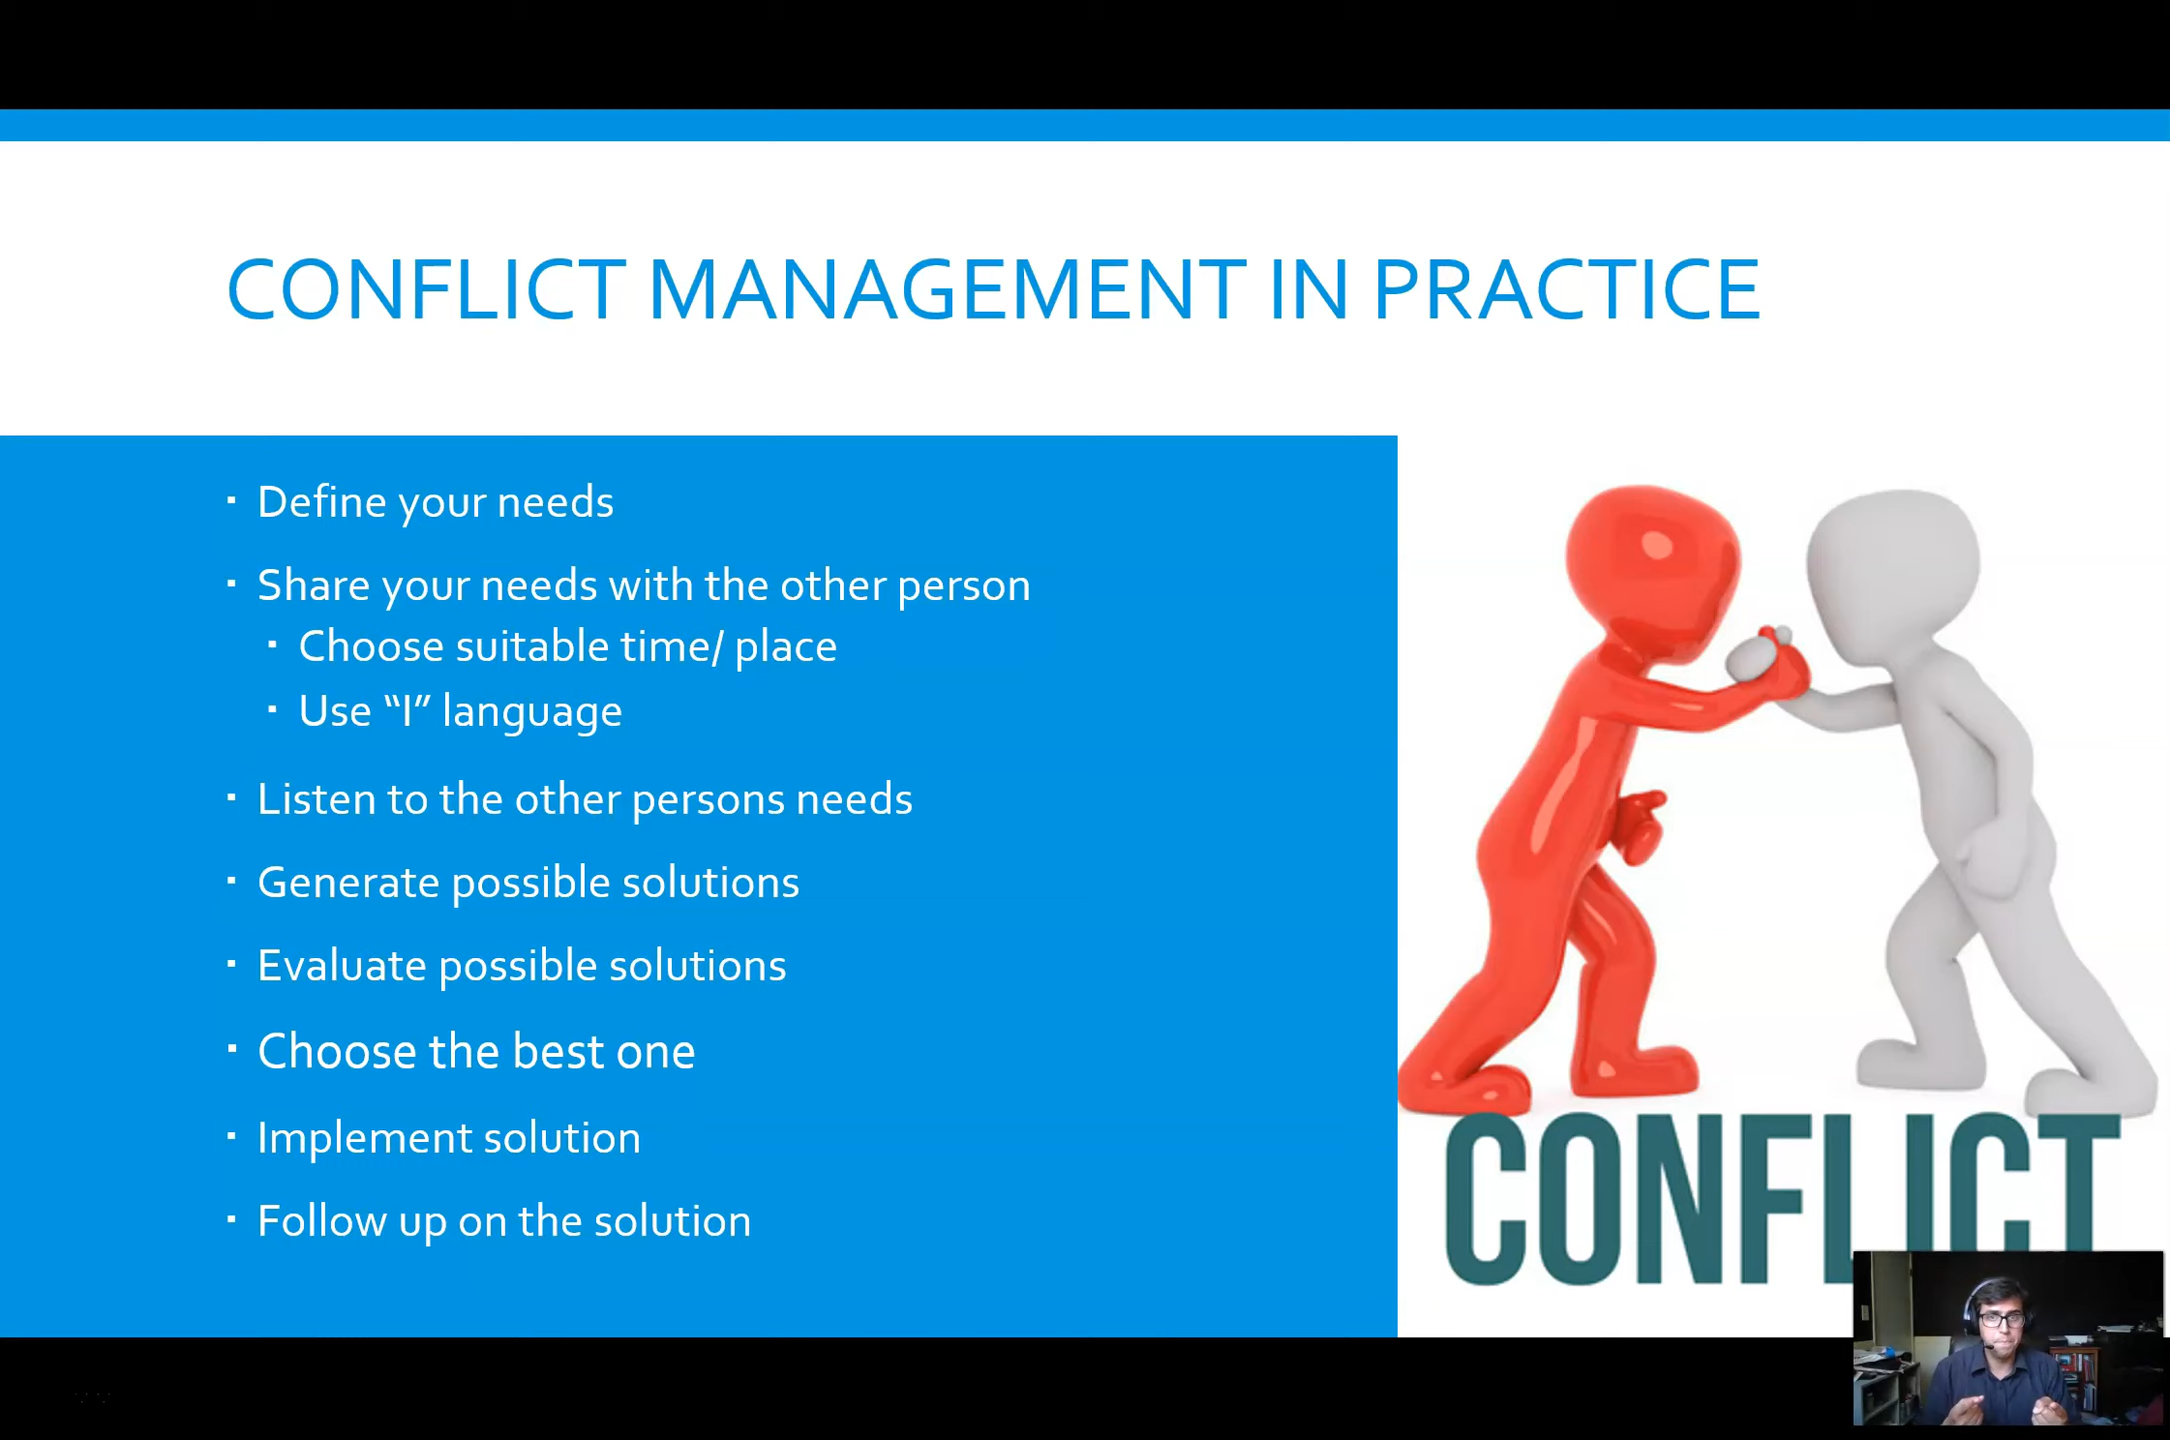 CONFLICT MANAGEMENT IN PRACTICE
▪ Define your needs
▪ Share your needs with the other person
▪ Choose suitable time/ place
▪ Use “I” language
▪ Listen to the other persons needs
▪ Generate possible solutions
▪ Evaluate possible solutions
▪ Choose the best one
▪ Implement solution
▪ Follow up on the solution
CONFLICT